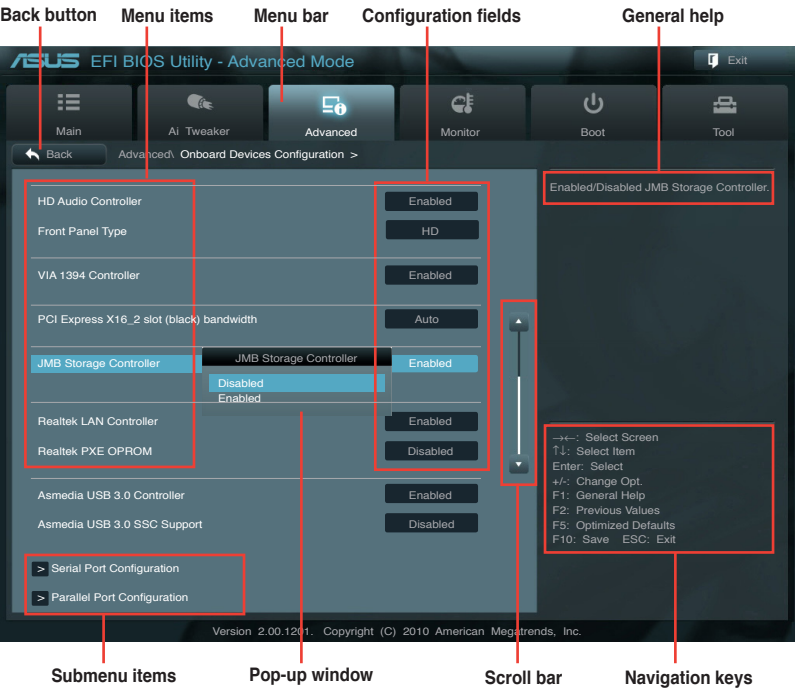 Back button Menu items Menu bar Configuration fields General help
ASUS EFI BIOS Utility - Advanced Mode Exit
Main Ai Tweaker Advanced Monitor Boot Tool
Back Advanced\ Onboard Devices Configuration >
Enabled/Disabled JMB Storage Controller.
HD Audio Controller Enabled
Front Panel Type HD
VIA 1394 Controller Enabled
PCI Express X16_2 slot (black) bandwidth Auto
JMB Storage Controller Enabled
JMB Storage Controller
Disabled
Enabled
Realtek LAN Controller Enabled
Realtek PXE OPROM Disabled
Asmedia USB 3.0 Controller Enabled
Asmedia USB 3.0 SSC Support Disabled
> Serial Port Configuration
> Parallel Port Configuration
→←: Select Screen
↑↓: Select Item
Enter: Select
+/-: Change Opt.
F1: General Help
F2: Previous Values
F5: Optimized Defaults
F10: Save ESC: Exit
Version 2.00.1201. Copyright (C) 2010 American Megatrends, Inc.
Submenu items Pop-up window Scroll bar Navigation keys